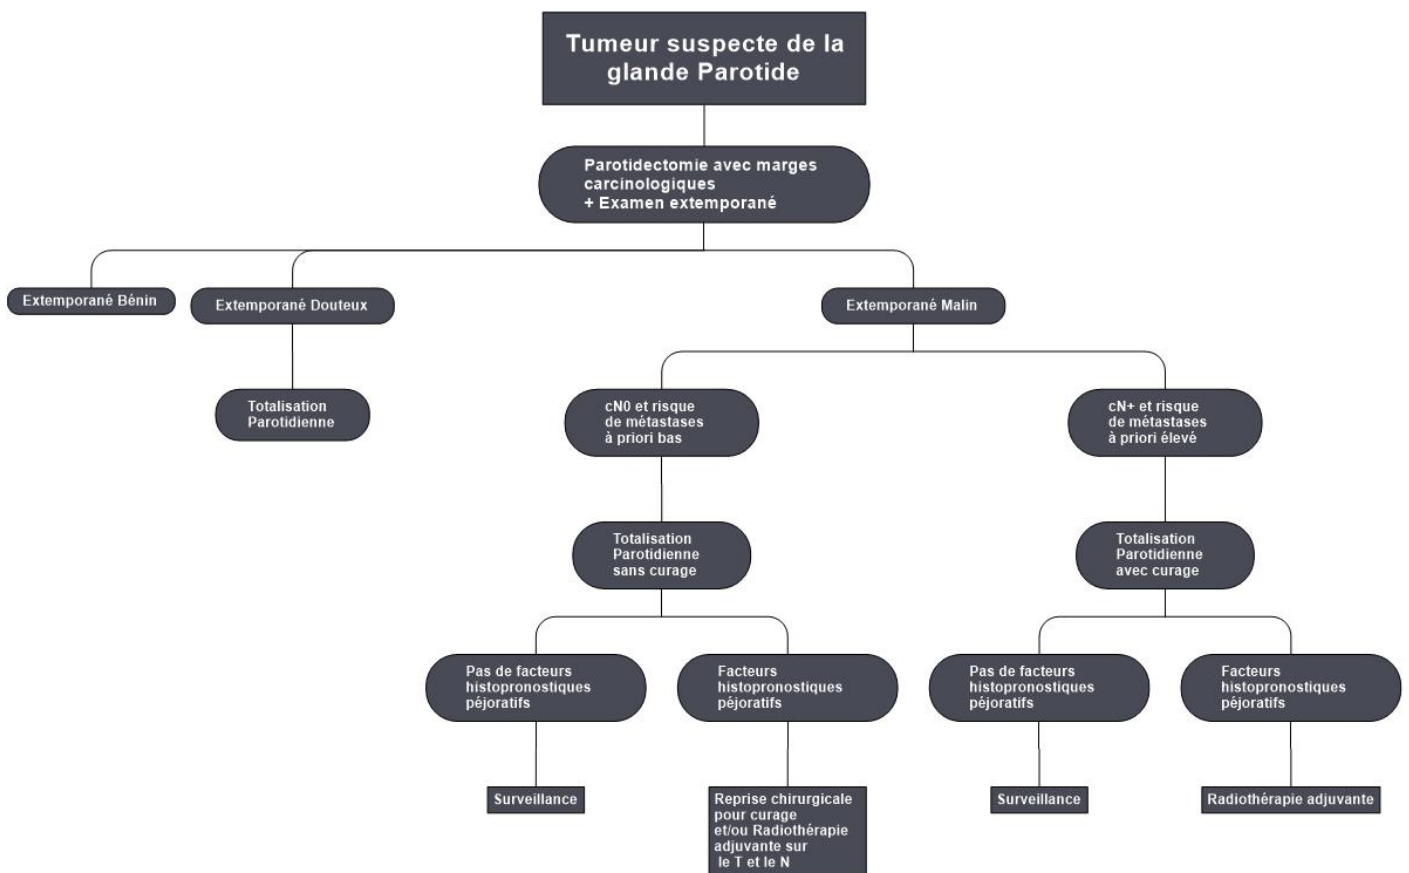 Tumeur suspecte de la
glande Parotide
Parotidectomie avec marges
carcinologiques
+ Examen extemporané
Extemporané Bénin
Extemporané Douteux
Extemporané Malin
Totalisation
Parotidienne
cN0 et risque
de métastases
à priori bas
cN+ et risque
de métastases
à priori élevé
Totalisation
Parotidienne
sans curage
Totalisation
Parotidienne
avec curage
Pas de facteurs
histopronostiques
péjoratifs
Facteurs
histopronostiques
péjoratifs
Pas de facteurs
histopronostiques
péjoratifs
Facteurs
histopronostiques
péjoratifs
Surveillance
Reprise chirurgicale
pour curage
et/ou Radiothérapie
adjuvante sur
le T et le N
Surveillance
Radiothérapie adjuvante